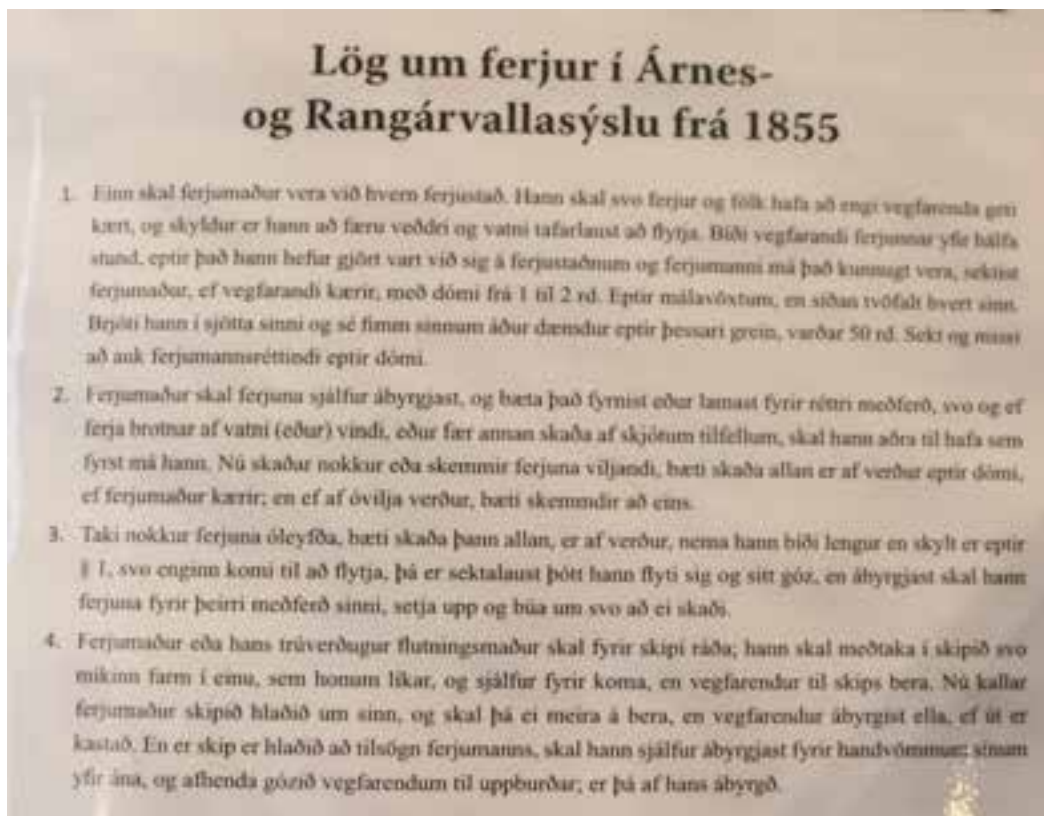 Lög um ferjur í Árnes-
og Rangárvallasýslu frá 1855
1. Einn skal ferjumaður vera við hvern ferjustað. Hann skal svo ferjur og fólk hafa að engi vegfarenda geti
kært, og skyldur er hann að færu veðdri og vatni tafarlaust að flytja. Bíði vegfarandi ferjunnar yfir hálfa
stund, eptir það hann hefur gjört vart við sig á ferjustaðnum og ferjumanni má það kunnugt vera, sektist
ferjumaður, ef vegfarandi kærir, með dómi frá 1 til 2 rd. Eptir málavöxtum, en síðan tvöfalt hvert sinn.
Brjóti hann í sjötta sinni og sé fimm sinnum áður dæmdur eptir þessari grein, varðar 50 rd. Sekt og missi
að auk ferjumannsréttindi eptir dómi.
2. Ferjumaður skal ferjuna sjálfur ábyrgjast, og bæta það fyrnist eður lamast fyrir réttri meðferð, svo og ef
ferja brotnar af vatni (eður) vindi, eður fær annan skaða af skjótum tilfellum, skal hann aðra til hafa sem
fyrst má hann. Nú skaðar nokkur eða skemmir ferjuna viljandi, bæti skaða allan er af verður eptir dómi,
ef ferjumaður kærir; en ef af óvilja verður, bæti skemmdir að eins.
3. Taki nokkur ferjuna óleyfða, bæti skaða þann allan, er af verður, nema hann bíði lengur en skylt er eptir
§ 1, svo enginn komi til að flytja, þá er sektalaust þótt hann flyti sig og sitt góz, en ábyrgjast skal hann
ferjuna fyrir þeirri meðferð sinni, setja upp og búa um svo að ei skaði.
4. Ferjumaður eða hans trúverðugur flutningsmaður skal fyrir skipi ráða; hann skal meðtaka í skipið svo
mikinn farm í einu, sem honum líkar, og sjálfur fyrir koma, en vegfarendur til skips bera. Nú kallar
ferjumaður skipið hlaðið um sinn, og skal þá ei meira á bera, en vegfarendur ábyrgist ella, ef út er
kastað. En er skip er hlaðið að tilsögn ferjumanns, skal hann sjálfur ábyrgjast fyrir handvömmum sínum
yfir ána, og afhenda gózið vegfarendum til uppburðar; er þá af hans ábyrgð.